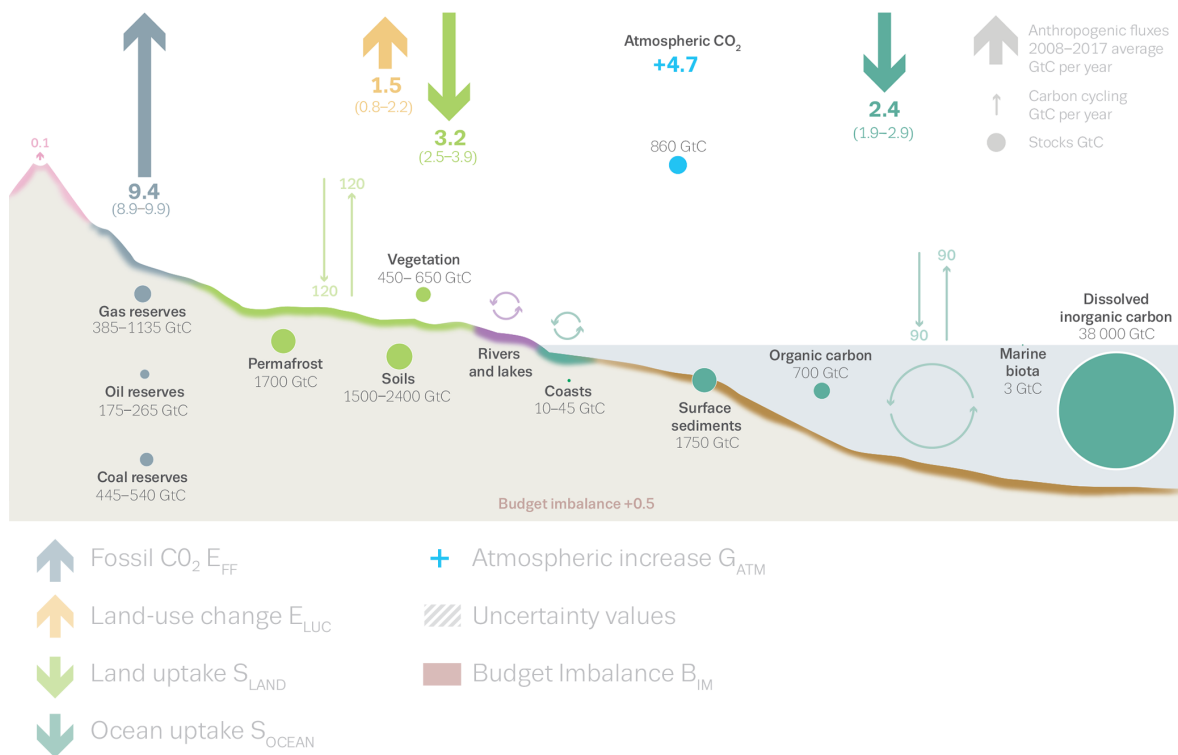 Atmospheric CO₂
+4.7
Anthropogenic fluxes
2008–2017 average
GtC per year
Carbon cycling
GtC per year
Stocks GtC
1.5
(0.8–2.2)
3.2
(2.5–3.9)
2.4
(1.9–2.9)
860 GtC
0.1
9.4
(8.9–9.9)
120
120
90
90
Vegetation
450– 650 GtC
Gas reserves
385–1135 GtC
Permafrost
1700 GtC
Soils
1500–2400 GtC
Rivers
and lakes
Oil reserves
175–265 GtC
Coal reserves
445–540 GtC
Coasts
10–45 GtC
Surface
sediments
1750 GtC
Organic carbon
700 GtC
Marine
biota
3 GtC
Dissolved
inorganic carbon
38 000 GtC
Budget imbalance +0.5
Fossil C0₂ E_FF
Land-use change E_LUC
Land uptake S_LAND
Ocean uptake S_OCEAN
+ Atmospheric increase G_ATM
Uncertainty values
Budget Imbalance B_IM